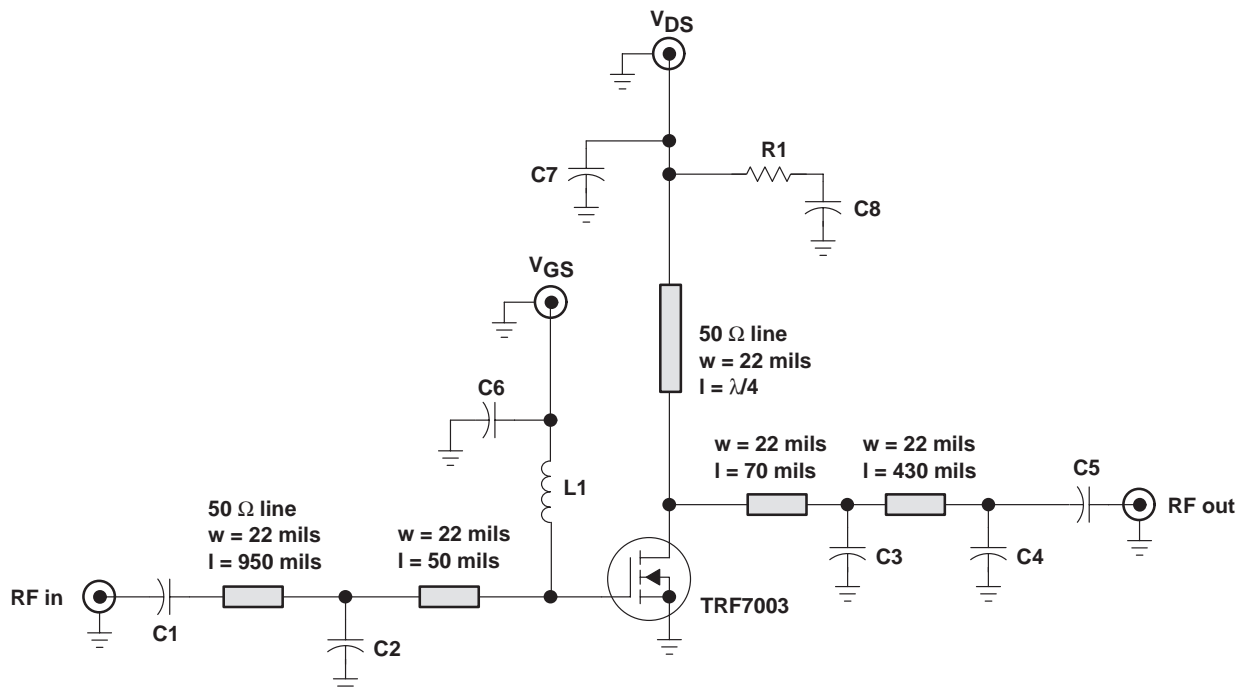 VDS
R1
C7
C8
VGS
50 Ω line
w = 22 mils
l = λ/4
C6
w = 22 mils
l = 70 mils
w = 22 mils
l = 430 mils
C5
L1
RF out
50 Ω line
w = 22 mils
l = 950 mils
w = 22 mils
l = 50 mils
C3
C4
RF in
TRF7003
C1
C2